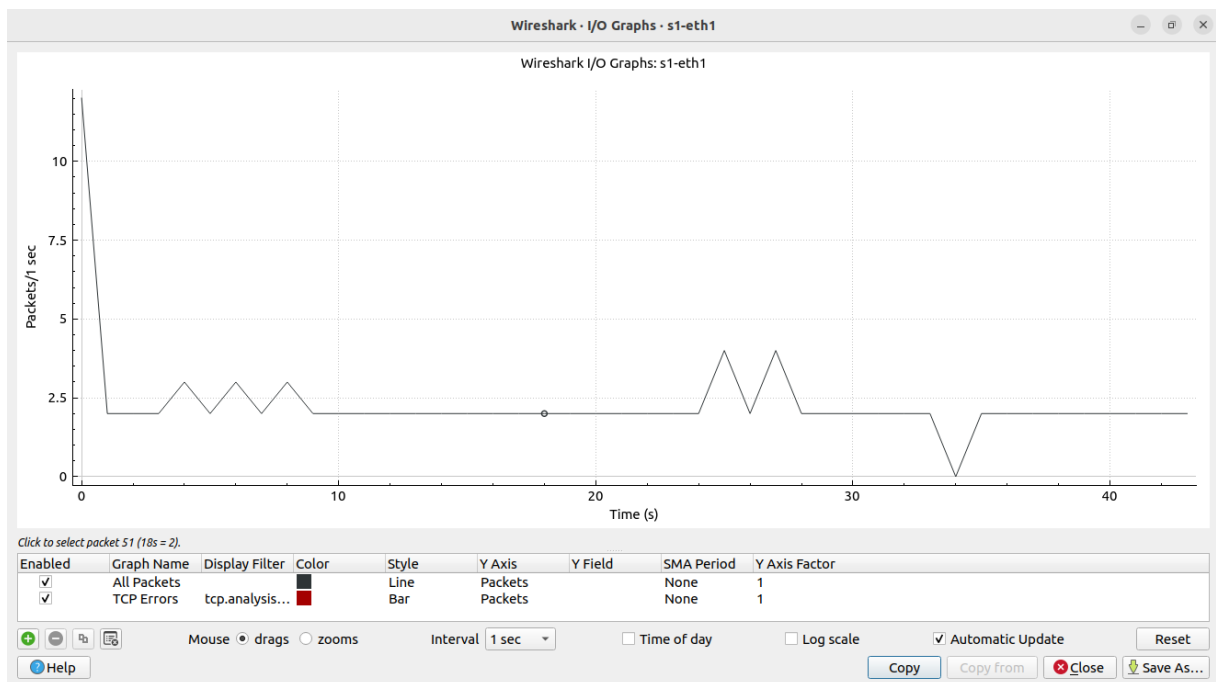 Wireshark · I/O Graphs · s1-eth1
Wireshark I/O Graphs: s1-eth1
Packets/1 sec
10
7.5
5
2.5
0
0 10 20 30 40
Time (s)
Click to select packet 51 (18s = 2).
Enabled Graph Name Display Filter Color Style Y Axis Y Field SMA Period Y Axis Factor
All Packets Line Packets None 1
TCP Errors tcp.analysis... Bar Packets None 1
Mouse drags zooms Interval 1 sec Time of day Log scale Automatic Update Reset
Help Copy Copy from Close Save As...